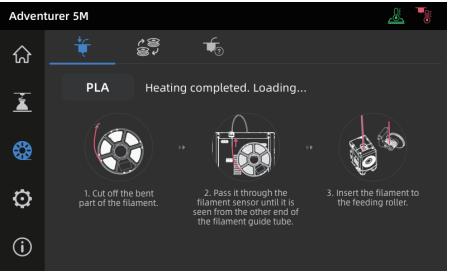 Adventurer 5M
PLA
Heating completed. Loading...
1. Cut off the bent
part of the filament.
2. Pass it through the
filament sensor until it is
seen from the other end of
the filament guide tube.
3. Insert the filament to
the feeding roller.